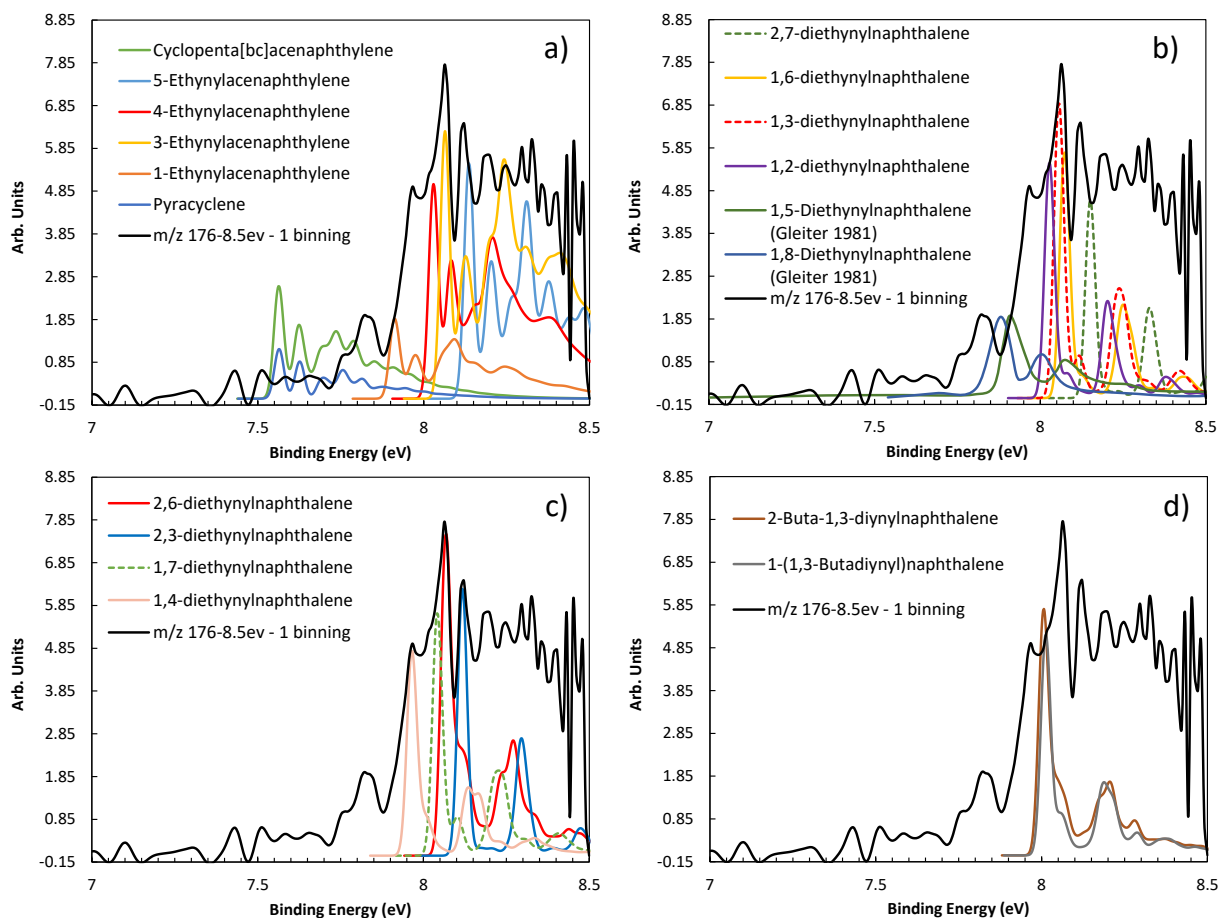 a)
8.85
7.85
6.85
5.85
4.85
3.85
2.85
1.85
0.85
-0.15
Arb. Units
Cyclopenta[bc]acenaphthylene
5-Ethynylacenaphthylene
4-Ethynylacenaphthylene
3-Ethynylacenaphthylene
1-Ethynylacenaphthylene
Pyracyclene
m/z 176-8.5ev - 1 binning
7
7.5
8
8.5
Binding Energy (eV)
b)
8.85
7.85
6.85
5.85
4.85
3.85
2.85
1.85
0.85
-0.15
Arb. Units
2,7-diethynylnaphthalene
1,6-diethynylnaphthalene
1,3-diethynylnaphthalene
1,2-diethynylnaphthalene
1,5-Diethynylnaphthalene
(Gleiter 1981)
1,8-Diethynylnaphthalene
(Gleiter 1981)
m/z 176-8.5ev - 1 binning
7
7.5
8
8.5
Binding Energy (eV)
c)
8.85
7.85
6.85
5.85
4.85
3.85
2.85
1.85
0.85
-0.15
Arb. Units
2,6-diethynylnaphthalene
2,3-diethynylnaphthalene
1,7-diethynylnaphthalene
1,4-diethynylnaphthalene
m/z 176-8.5ev - 1 binning
7
7.5
8
8.5
Binding Energy (eV)
d)
8.85
7.85
6.85
5.85
4.85
3.85
2.85
1.85
0.85
-0.15
Arb. Units
2-Buta-1,3-diynylnaphthalene
1-(1,3-Butadiynyl)naphthalene
m/z 176-8.5ev - 1 binning
7
7.5
8
8.5
Binding Energy (eV)